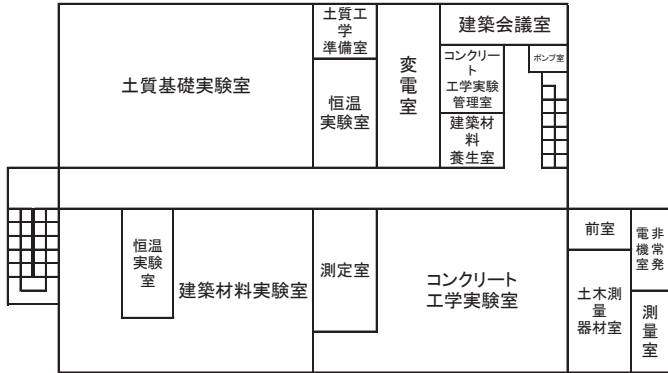 土質基礎実験室
土質工
学
準備室
恒温
実験室
変
電
室
建築会議室
コンクリー
ト
工学実験
管理室
ポンプ室
建築材
料
養生室
恒温
実験
室
建築材料実験室
測定室
コンクリート
工学実験室
前室
非常発
電機室
土木測
量
器材室
測
量
室